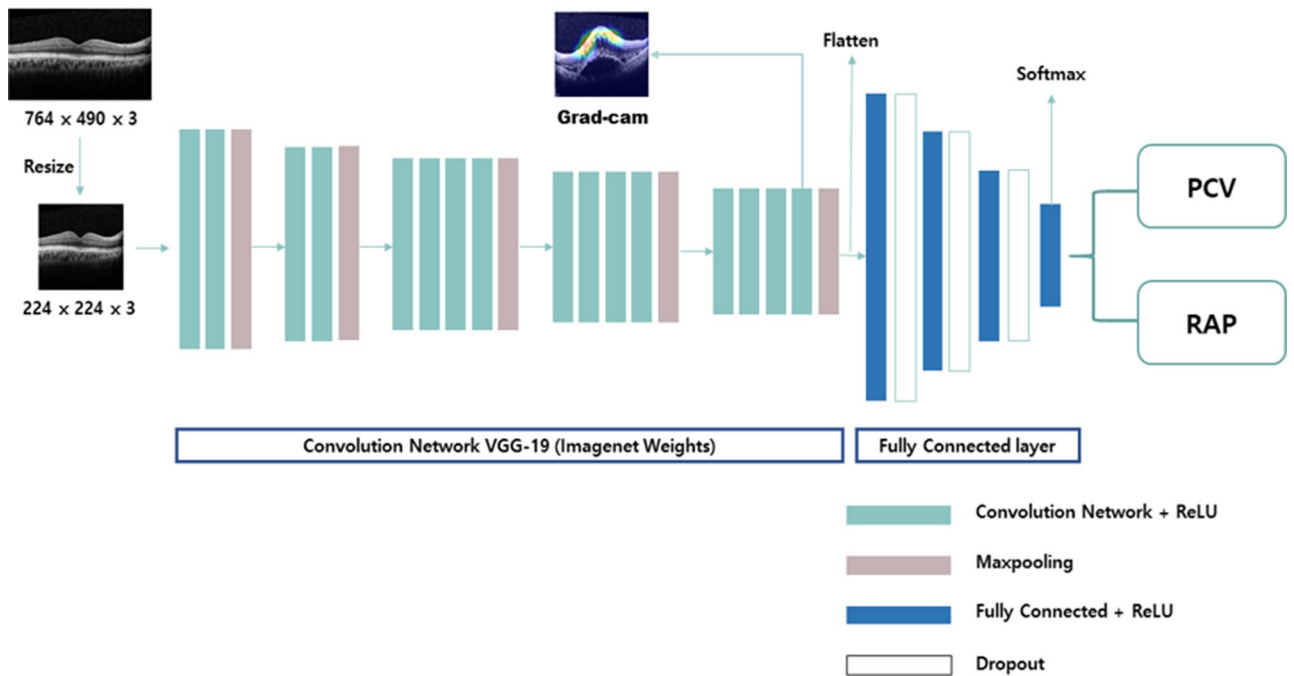 764 x 490 x 3
Resize
224 x 224 x 3
Grad-cam
Flatten
Softmax
PCV
RAP
Convolution Network VGG-19 (Imagenet Weights)
Fully Connected layer
Convolution Network + ReLU
Maxpooling
Fully Connected + ReLU
Dropout